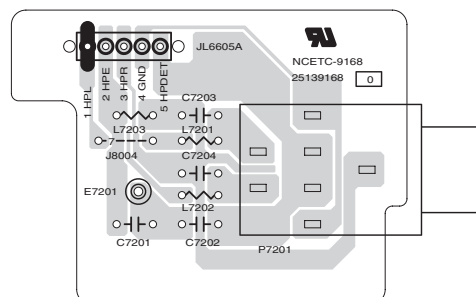 JL6605A
NCETC-9168
25139168
0
1 HPL
2 HPE
3 HPR
4 GND
5 HPDET
C7203
L7203
L7201
7
J8004
C7204
E7201
L7202
C7201
C7202
P7201